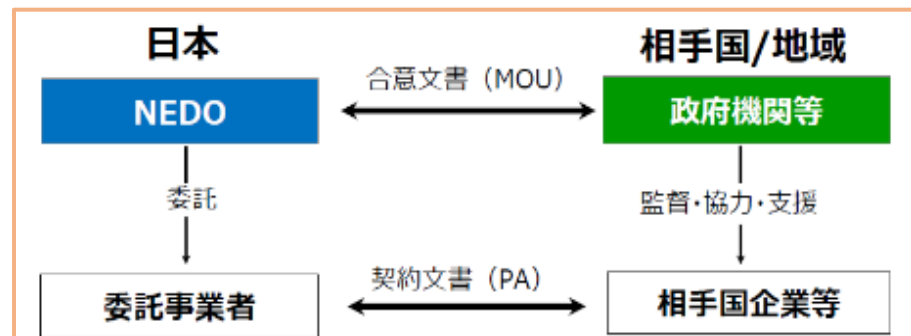 日本
相手国/地域
合意文書（MOU）
NEDO
政府機関等
委託
監督・協力・支援
契約文書（PA）
委託事業者
相手国企業等